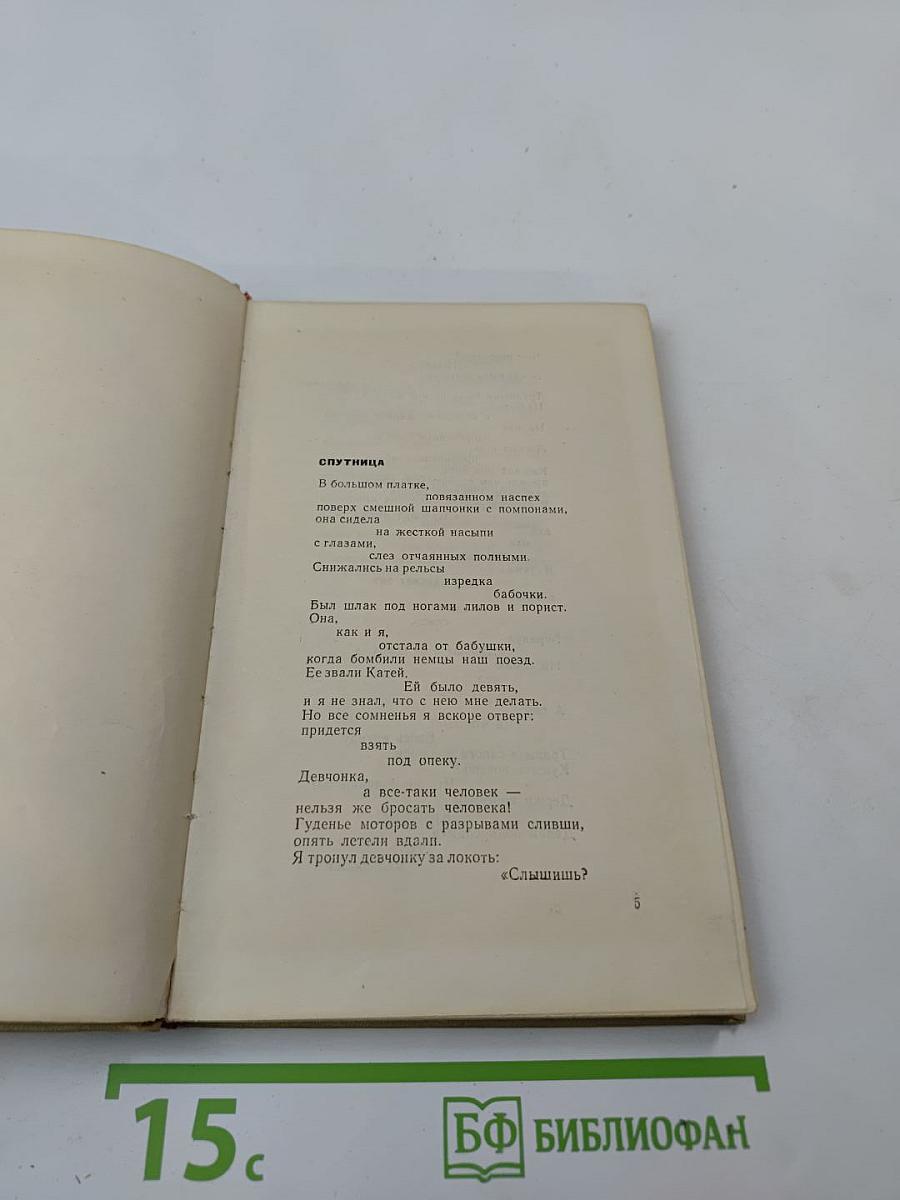 СПУТНИЦА
В большом платке,
повязанном наспех
поверх смешной шапчонки с помпонами,
она сидела
на жесткой насыпи
с глазами,
слез отчаянных полными.
Снижались на рельсы
изредка
бабочки.
Был шлак под ногами лилов и порист.
Она,
как и я,
отстала от бабушки,
когда бомбили немцы наш поезд.
Ее звали Катей.
Ей было девять,
и я не знал, что с нею мне делать.
Но все сомненья я вскоре отверг:
придется
взять
под опеку.
Девчонка,
а все-таки человек —
нельзя же бросать человека!
Гуденье моторов с разрывами сливши,
опять летели вдали.
Я тронул девчонку за локоть:
«Слышишь?
5
15 с
БФ БИБЛИОФАН